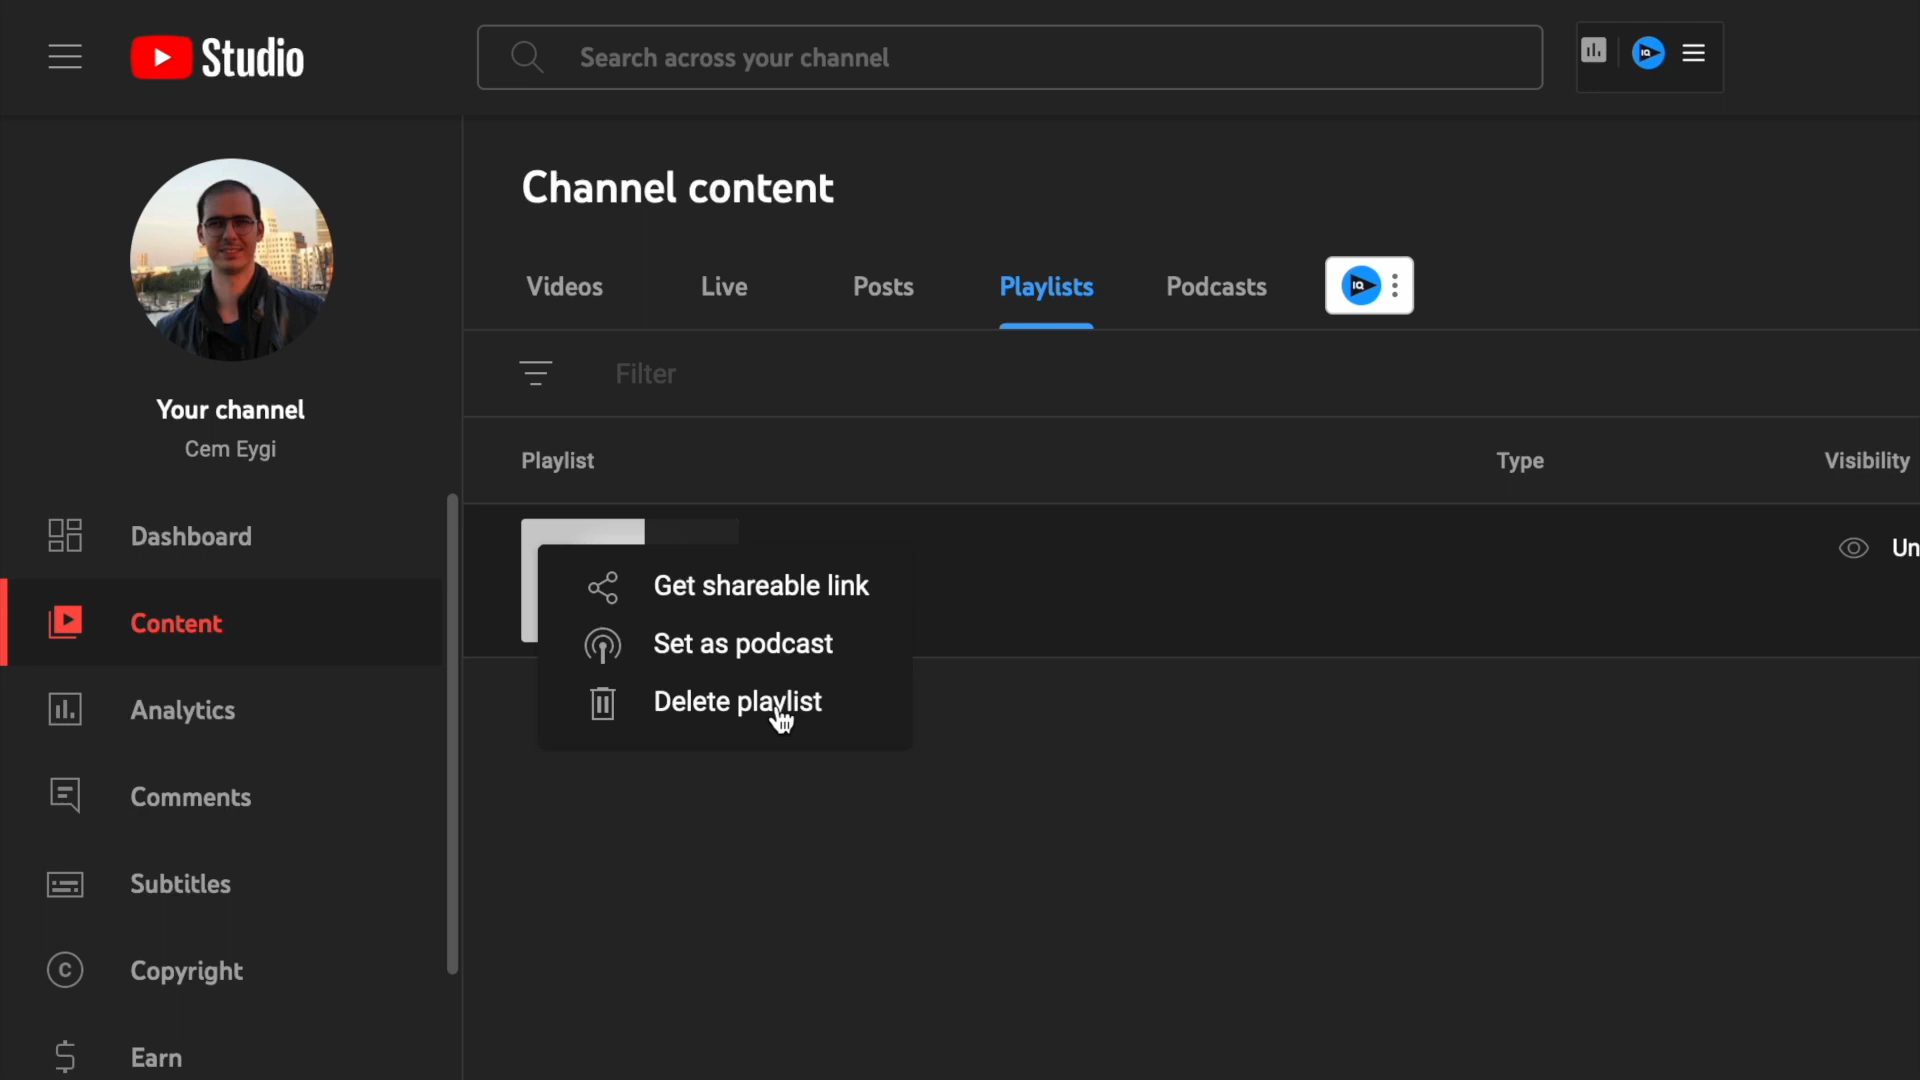 Studio
Search across your channel
Channel content
Videos
Live
Posts
Playlists
Podcasts
IQ
Filter
Your channel
Cem Eygi
Playlist
Type
Visibility
Dashboard
Content
Analytics
Comments
Subtitles
Copyright
Earn
Get shareable link
Set as podcast
Delete playlist
Un